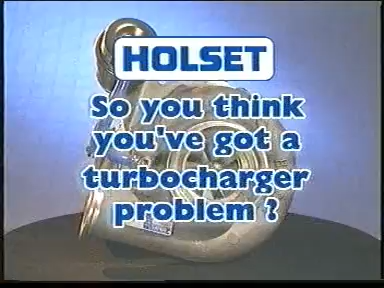 HOLSET
So you think
you've got a
turbocharger
problem ?